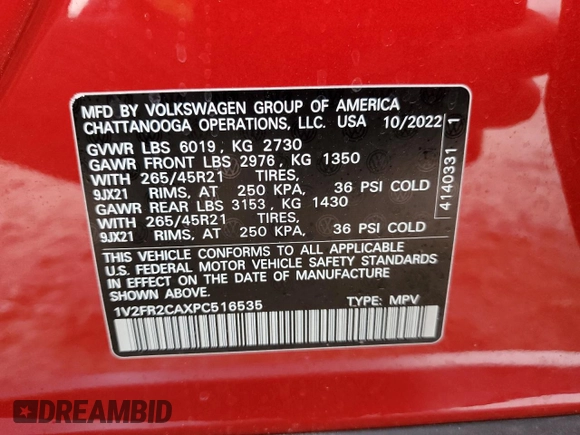 MFD BY VOLKSWAGEN GROUP OF AMERICA
CHATTANOOGA OPERATIONS, LLC. USA 10/2022
GVWR LBS 6019, KG 2730
GAWR FRONT LBS 2976, KG 1350
WITH 265/45R21 TIRES,
9JX21 RIMS, AT 250 KPA, 36 PSI COLD
GAWR REAR LBS 3153, KG 1430
WITH 265/45R21 TIRES,
9JX21 RIMS, AT 250 KPA, 36 PSI COLD
THIS VEHICLE CONFORMS TO ALL APPLICABLE
U.S. FEDERAL MOTOR VEHICLE SAFETY STANDARDS
IN EFFECT ON THE DATE OF MANUFACTURE
SHOWN ABOVE.
1V2FR2CAXPC516535 TYPE: MPV
4140331 1
DREAMBID